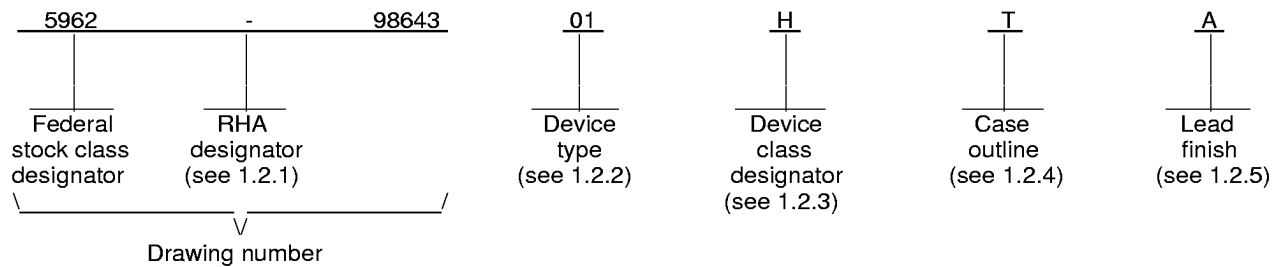 5962 - 98643 01 H T A
Federal RHA Device Device Case Lead
stock class designator type class outline finish
designator (see 1.2.1) (see 1.2.2) designator (see 1.2.4) (see 1.2.5)
(see 1.2.3)
Drawing number